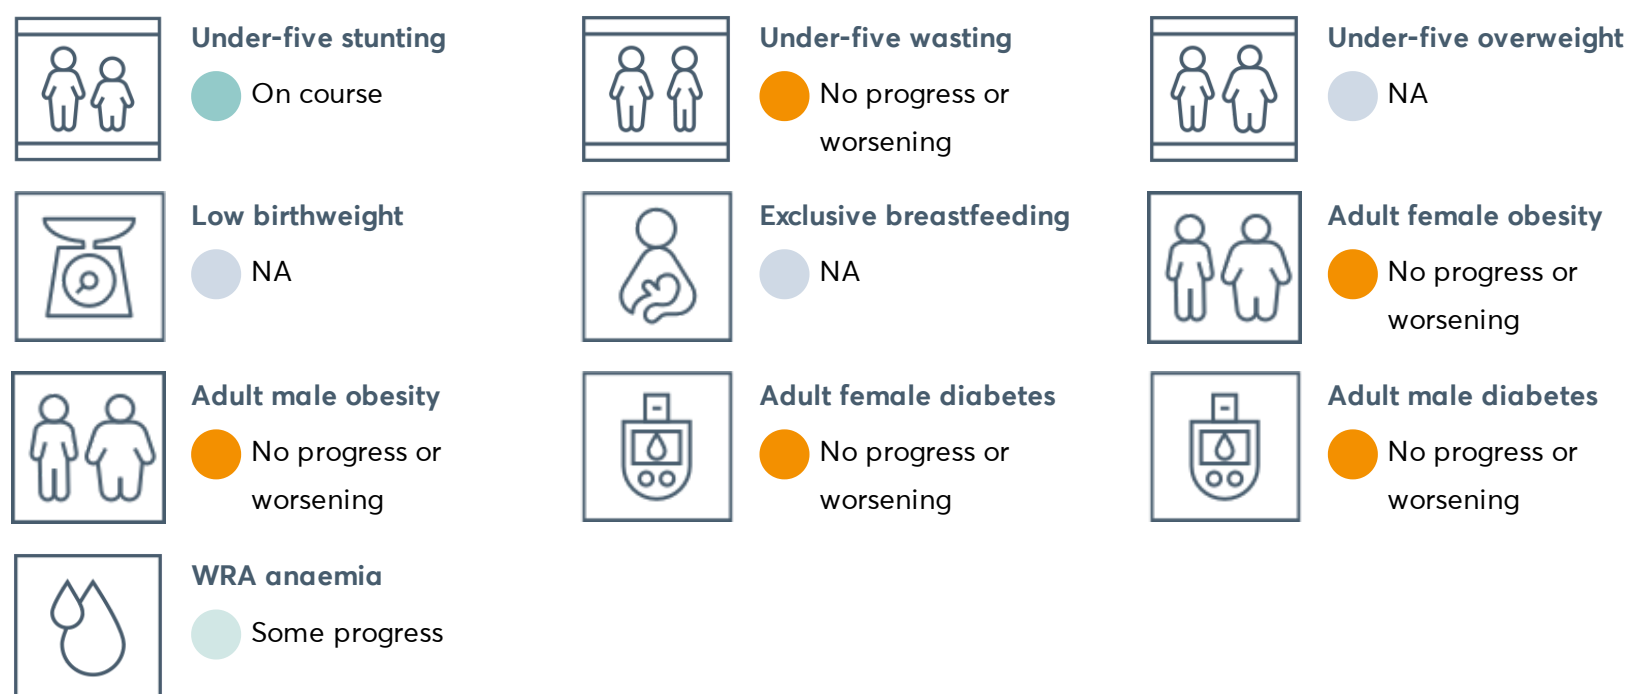 Under-five stunting
On course
Under-five wasting
No progress or
worsening
Under-five overweight
NA
Low birthweight
NA
Exclusive breastfeeding
NA
Adult female obesity
No progress or
worsening
Adult male obesity
No progress or
worsening
Adult female diabetes
No progress or
worsening
Adult male diabetes
No progress or
worsening
WRA anaemia
Some progress